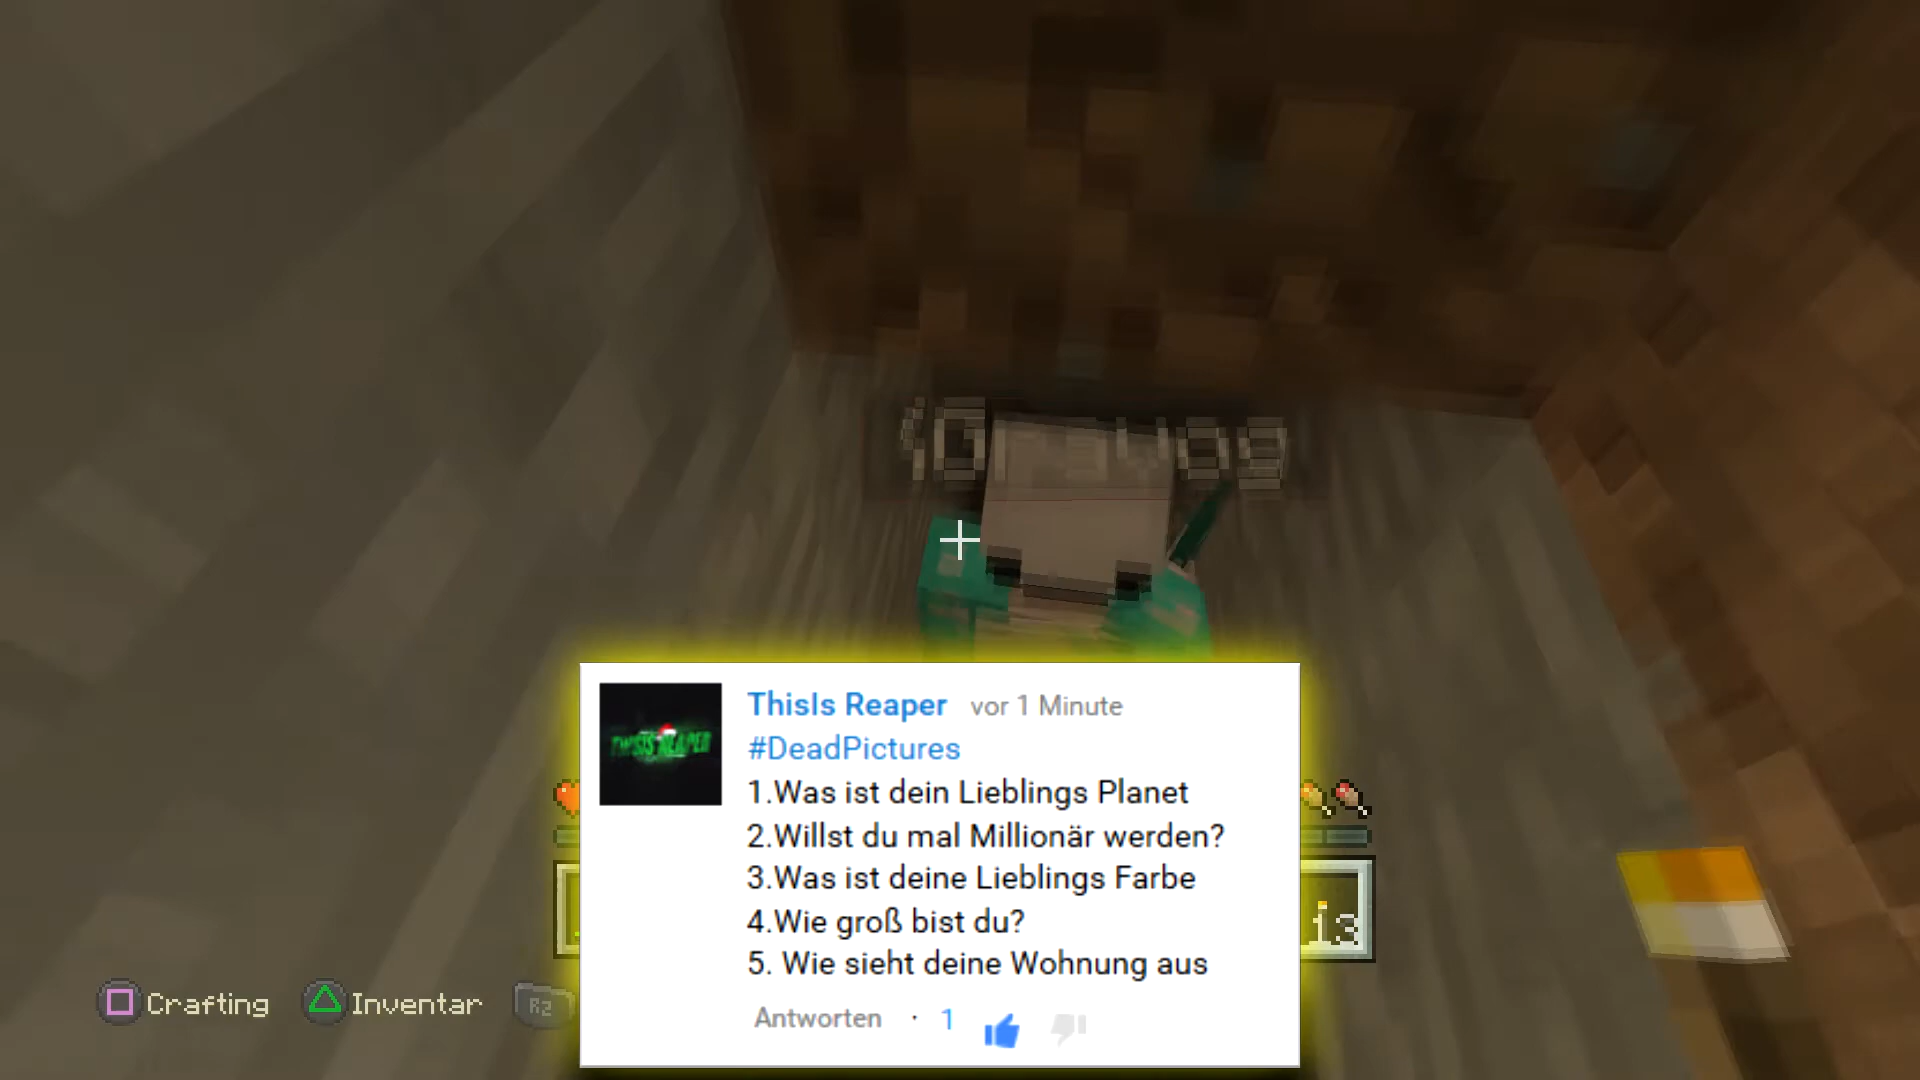 ThisIs Reaper vor 1 Minute
#DeadPictures
1.Was ist dein Lieblings Planet
2.Willst du mal Millionär werden?
3.Was ist deine Lieblings Farbe
4.Wie groß bist du?
5. Wie sieht deine Wohnung aus
Antworten · 1
13
Crafting
Inventar
R2